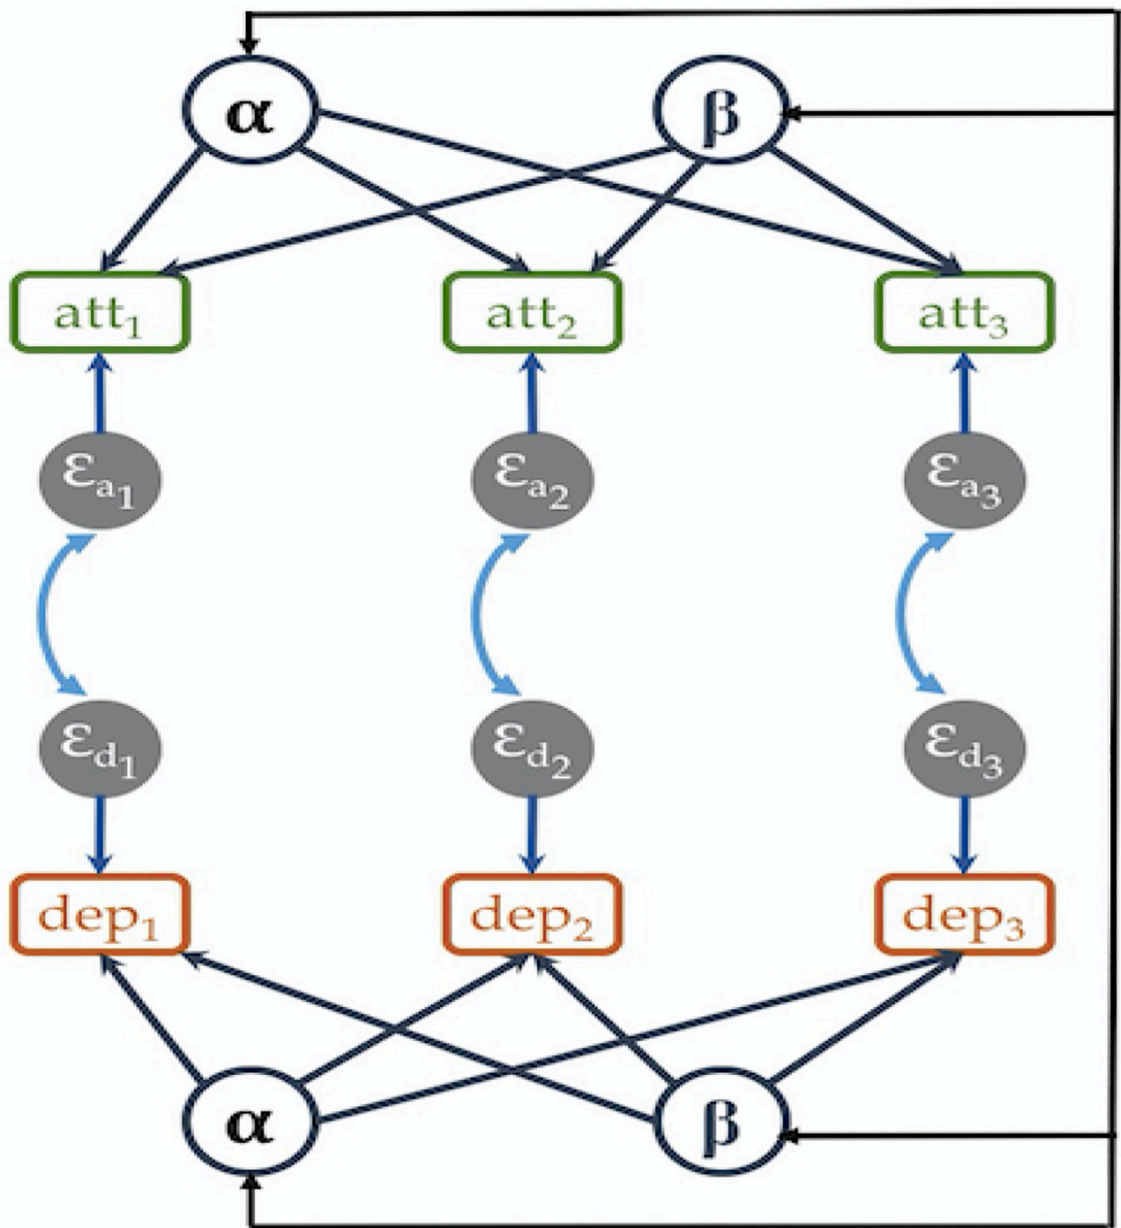 α β
att₁ att₂ att₃
εa₁ εa₂ εa₃
εd₁ εd₂ εd₃
dep₁ dep₂ dep₃
α β